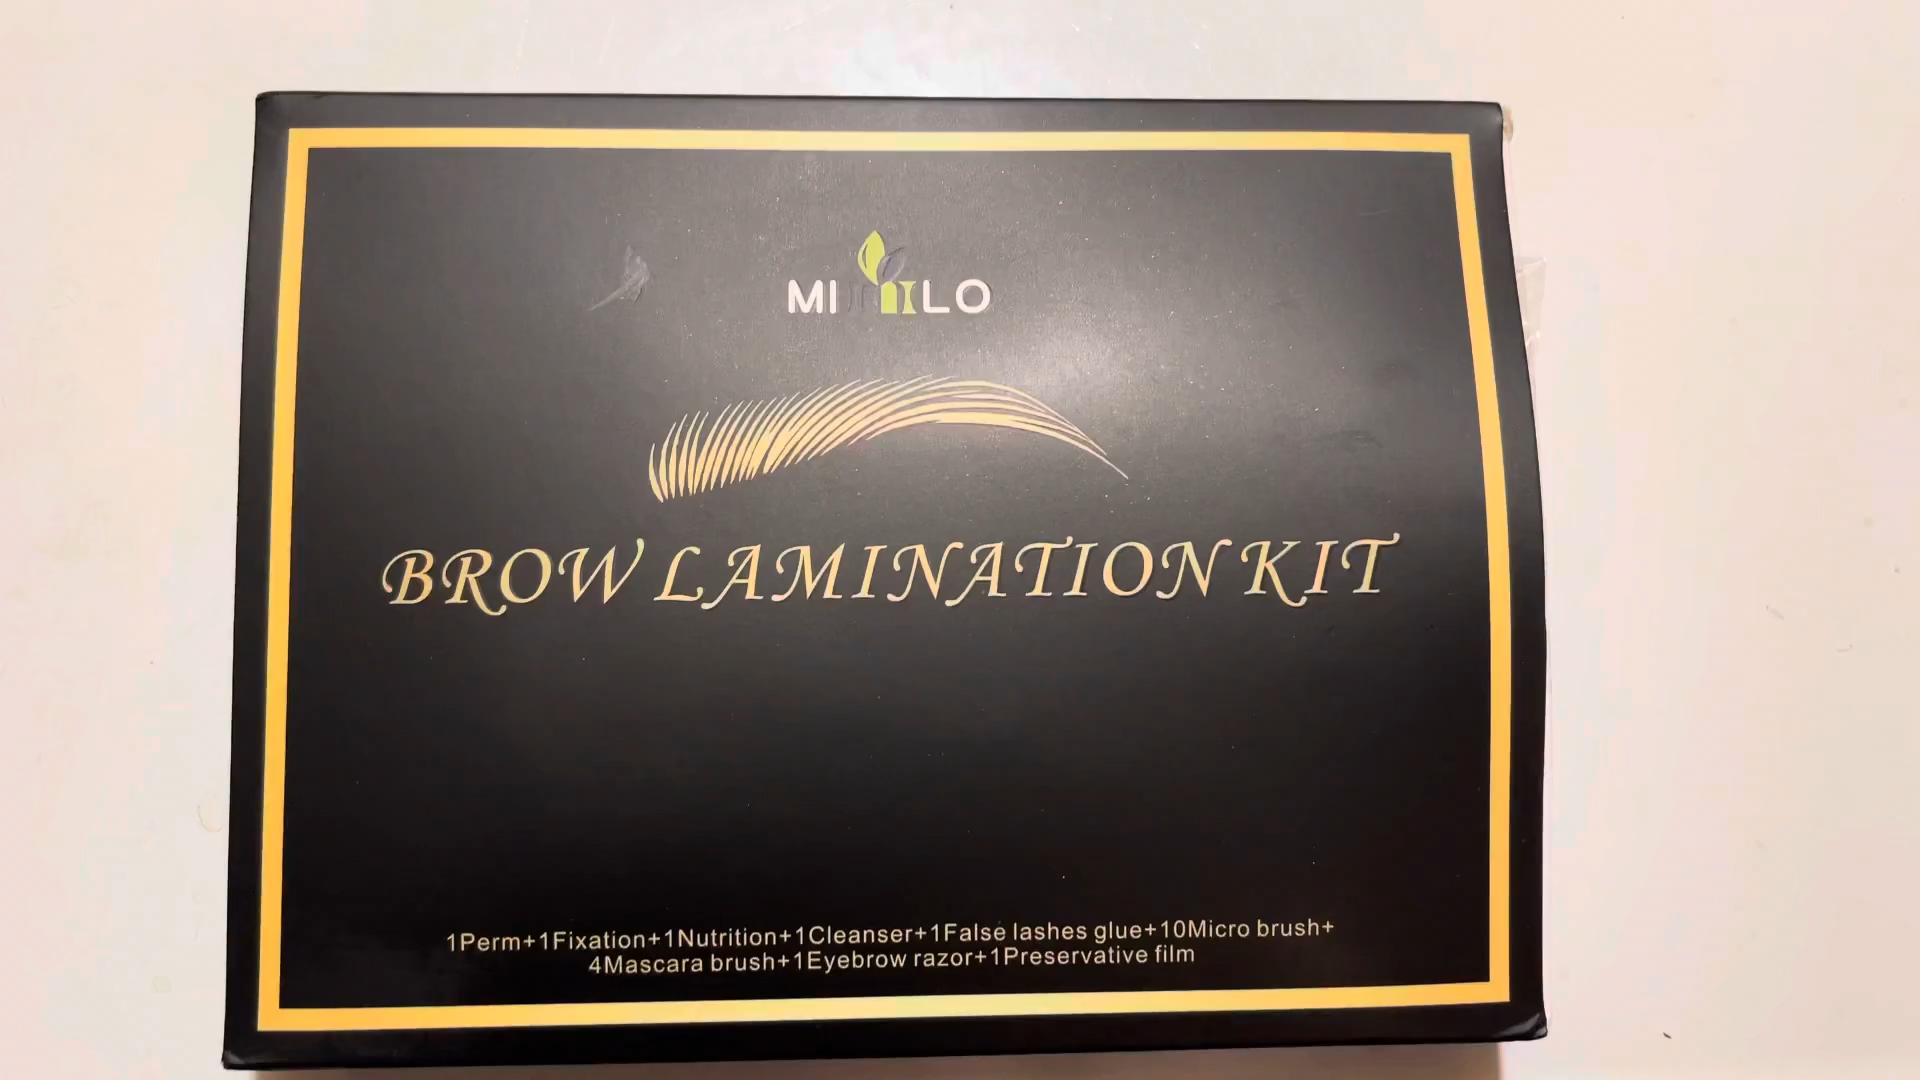 BROW LAMINATION KIT
1Perm+1Fixation+1Nutrition+1Cleanser+1False lashes glue+10Micro brush+
4Mascara brush+1Eyebrow razor+1Preservative film